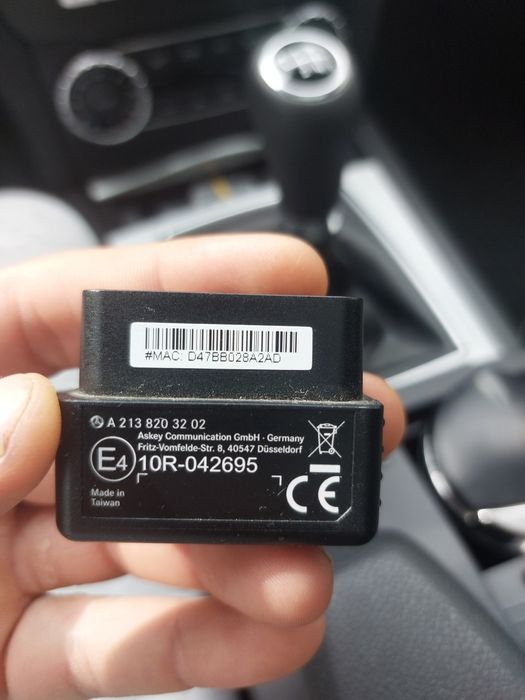 #MAC: D47BB028A2AD
A 213 820 32 02
Askey Communication GmbH · Germany
Fritz-Vomfelde-Str. 8, 40547 Düsseldorf
E4 10R-042695
Made in
Taiwan
CE